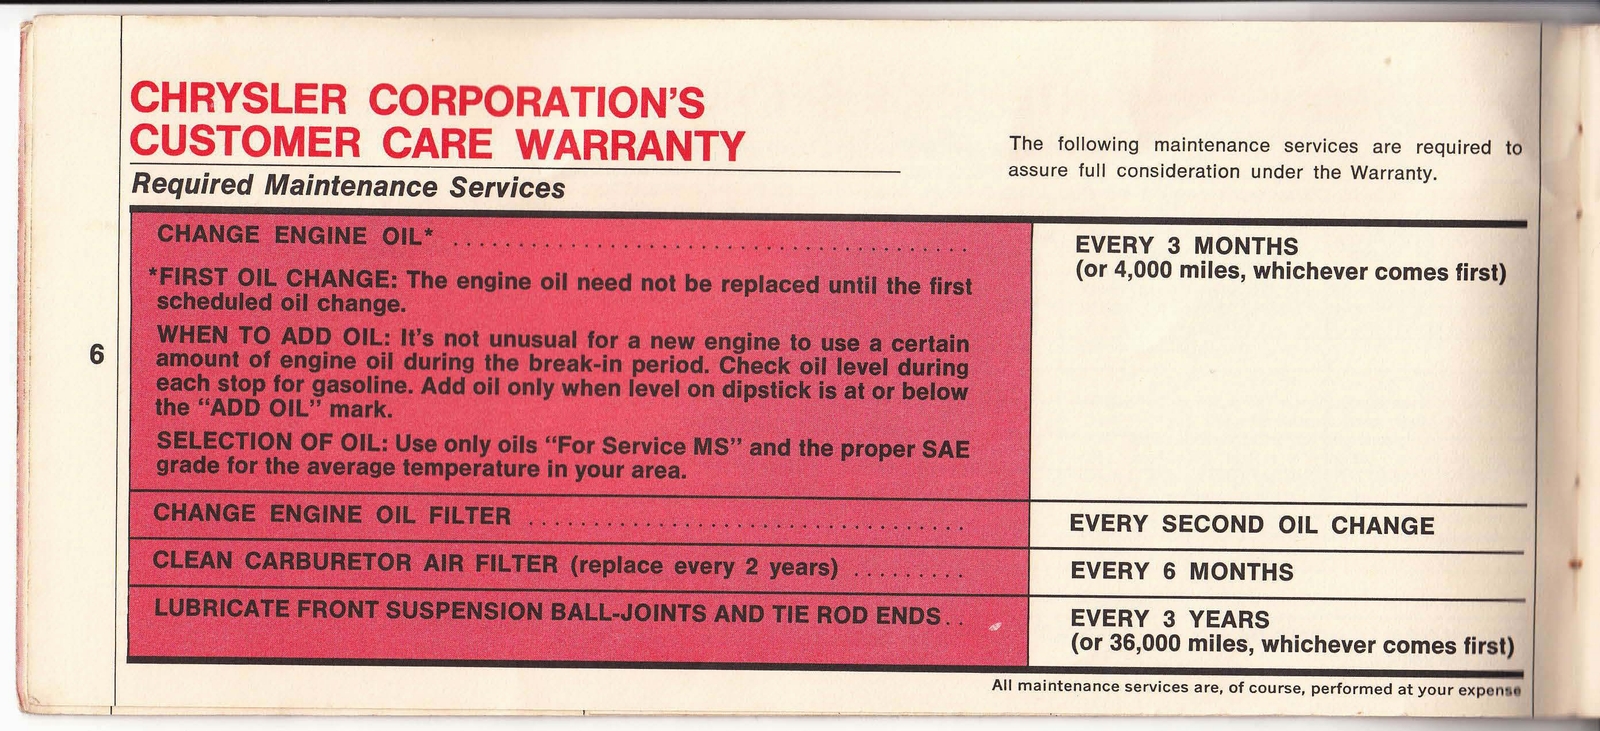 CHRYSLER CORPORATION'S
CUSTOMER CARE WARRANTY
Required Maintenance Services
The following maintenance services are required to
assure full consideration under the Warranty.
CHANGE ENGINE OIL* ........................................
EVERY 3 MONTHS
(or 4,000 miles, whichever comes first)
*FIRST OIL CHANGE: The engine oil need not be replaced until the first
scheduled oil change.
WHEN TO ADD OIL: It's not unusual for a new engine to use a certain
amount of engine oil during the break-in period. Check oil level during
each stop for gasoline. Add oil only when level on dipstick is at or below
the "ADD OIL" mark.
SELECTION OF OIL: Use only oils "For Service MS" and the proper SAE
grade for the average temperature in your area.
CHANGE ENGINE OIL FILTER ..................................
EVERY SECOND OIL CHANGE
CLEAN CARBURETOR AIR FILTER (replace every 2 years) .........
EVERY 6 MONTHS
LUBRICATE FRONT SUSPENSION BALL-JOINTS AND TIE ROD ENDS..
EVERY 3 YEARS
(or 36,000 miles, whichever comes first)
All maintenance services are, of course, performed at your expense
6